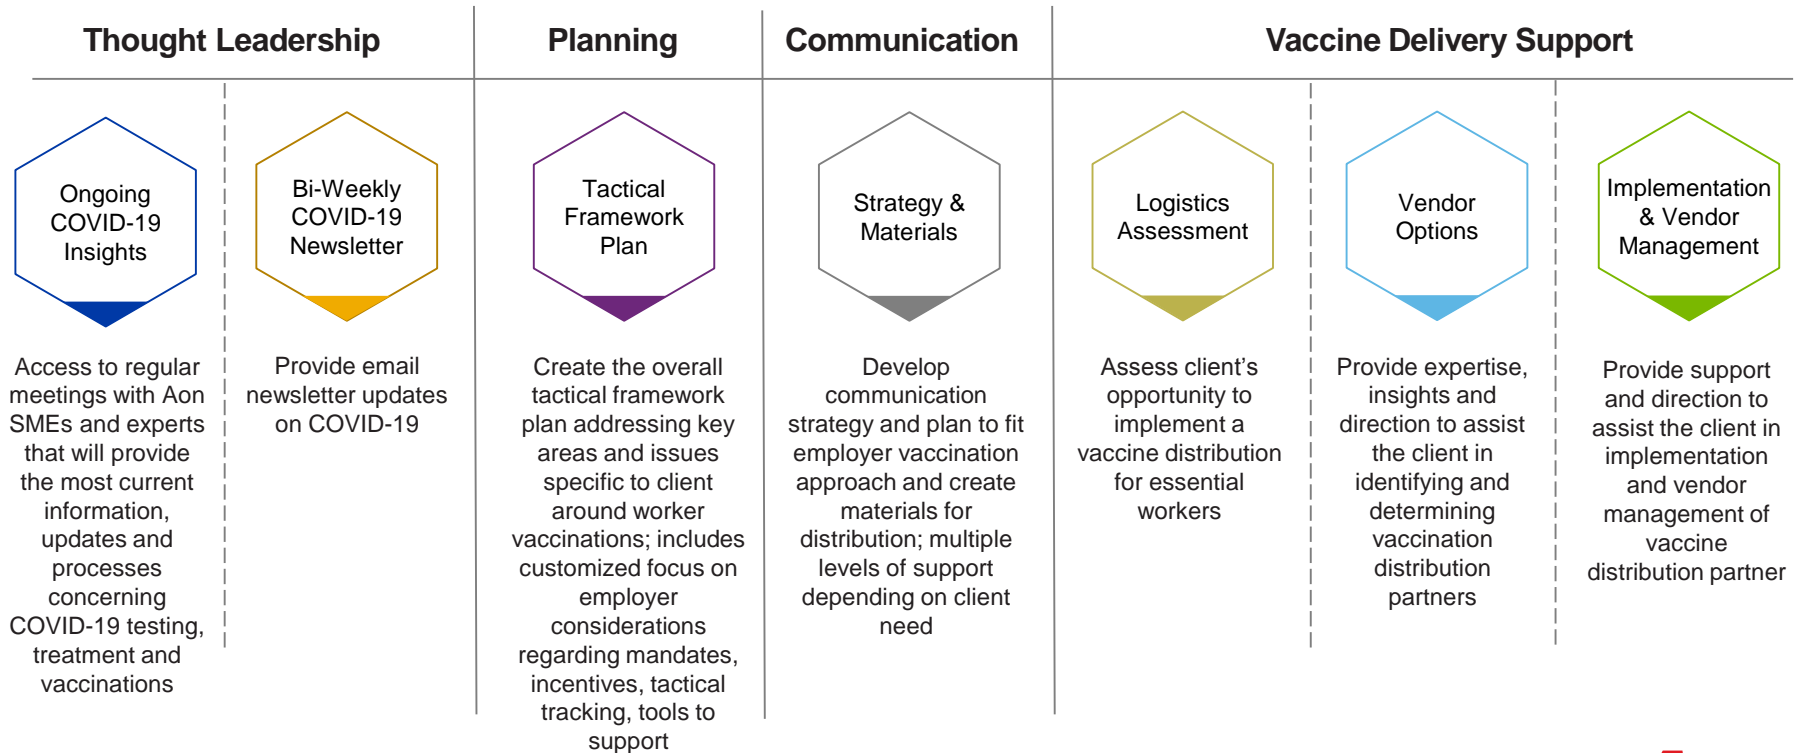 Thought Leadership
Planning
Communication
Vaccine Delivery Support
Ongoing
COVID-19
Insights
Access to regular
meetings with Aon
SMEs and experts
that will provide
the most current
information,
updates and
processes
concerning
COVID-19 testing,
treatment and
vaccinations
Bi-Weekly
COVID-19
Newsletter
Provide email
newsletter updates
on COVID-19
Tactical
Framework
Plan
Create the overall
tactical framework
plan addressing key
areas and issues
specific to client
around worker
vaccinations; includes
customized focus on
employer
considerations
regarding mandates,
incentives, tactical
tracking, tools to
support
Strategy &
Materials
Develop
communication
strategy and plan to fit
employer vaccination
approach and create
materials for
distribution; multiple
levels of support
depending on client
need
Logistics
Assessment
Assess client’s
opportunity to
implement a
vaccine distribution
for essential
workers
Vendor
Options
Provide expertise,
insights and
direction to assist
the client in
identifying and
determining
vaccination
distribution
partners
Implementation
& Vendor
Management
Provide support
and direction to
assist the client in
implementation
and vendor
management of
vaccine
distribution partner